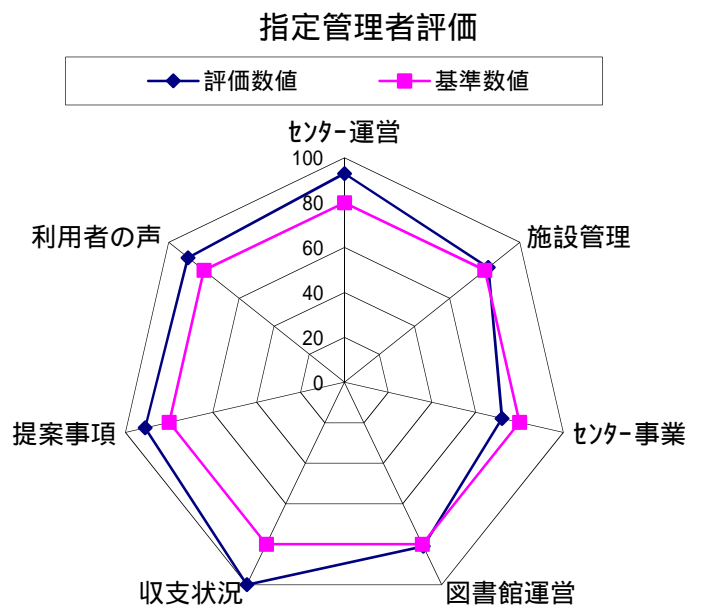 指定管理者評価
評価数値 基準数値
ｾﾝﾀｰ運営
100
80
60
40
20
0
利用者の声 施設管理
提案事項 ｾﾝﾀｰ事業
収支状況 図書館運営